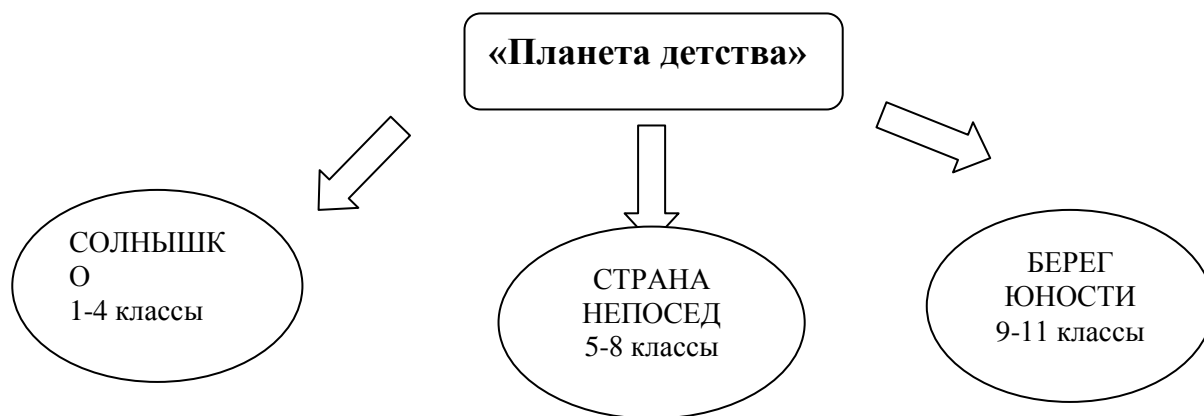 «Планета детства»
СОЛНЫШК
О
1-4 классы
СТРАНА
НЕПОСЕД
5-8 классы
БЕРЕГ
ЮНОСТИ
9-11 классы